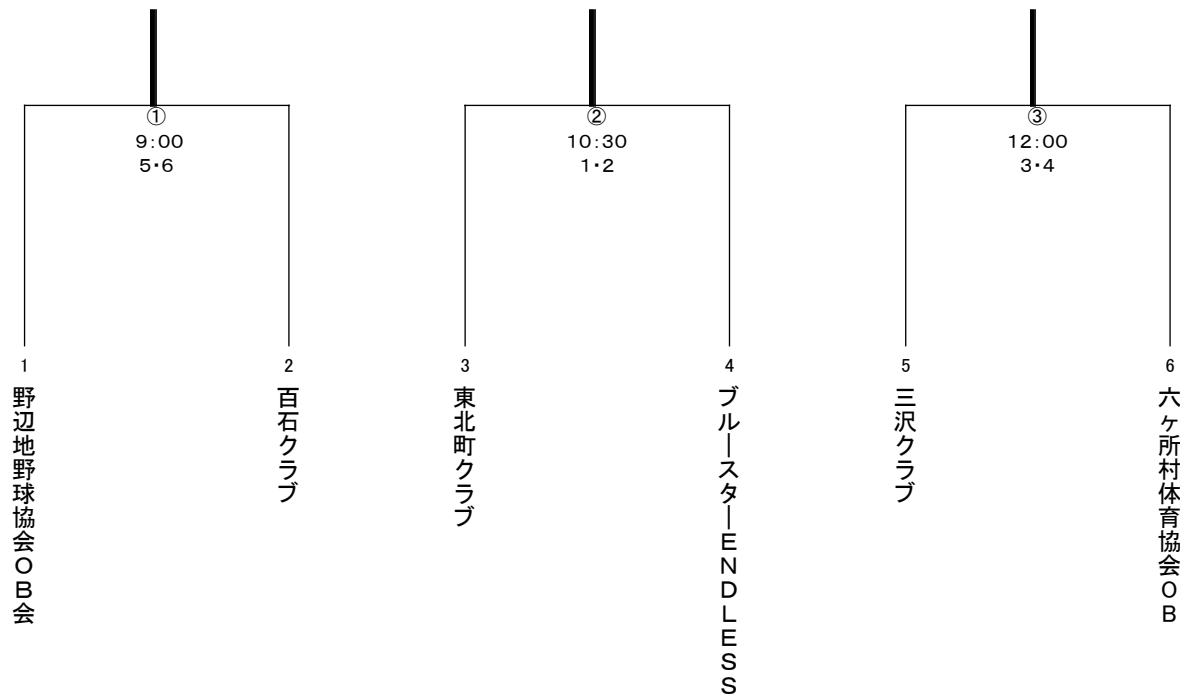 ①
9:00
5・6
②
10:30
1・2
③
12:00
3・4
1
野辺地野球協会OB会
2
百石クラブ
3
東北町クラブ
4
ブルースターENDLESS
5
三沢クラブ
6
六ヶ所村体育協会OB